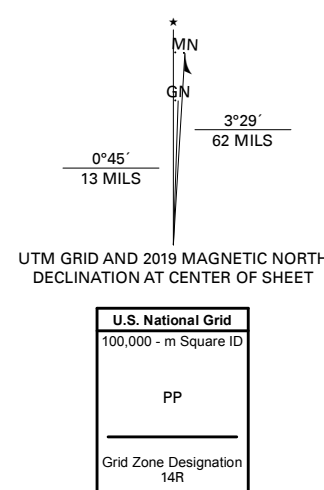 ★
MN
GN
3°29´
62 MILS
0°45´
13 MILS
UTM GRID AND 2019 MAGNETIC NORTH
DECLINATION AT CENTER OF SHEET
U.S. National Grid
100,000 - m Square ID
PP
Grid Zone Designation
14R